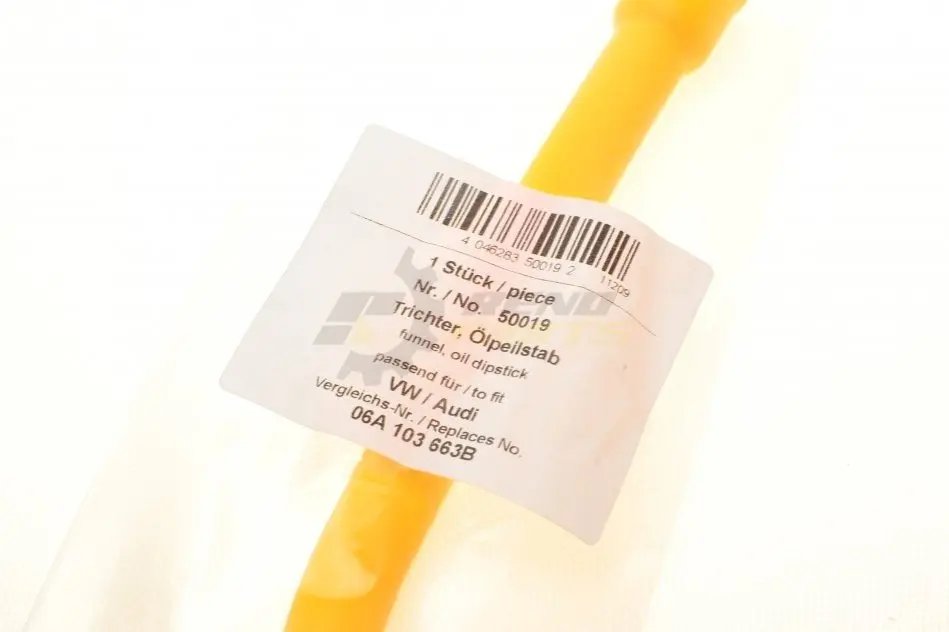 4 046283 50019 2
11209
1 Stück / piece
Nr. / No. 50019
Trichter, Ölpeilstab
funnel, oil dipstick
passend für / to fit
VW / Audi
Vergleichs-Nr. / Replaces No.
06A 103 663B